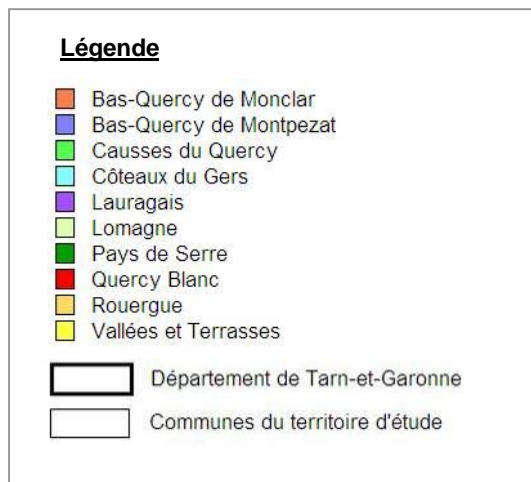 Légende
Bas-Quercy de Monclar
Bas-Quercy de Montpezat
Causses du Quercy
Côteaux du Gers
Lauragais
Lomagne
Pays de Serre
Quercy Blanc
Rouergue
Vallées et Terrasses
Département de Tarn-et-Garonne
Communes du territoire d'étude